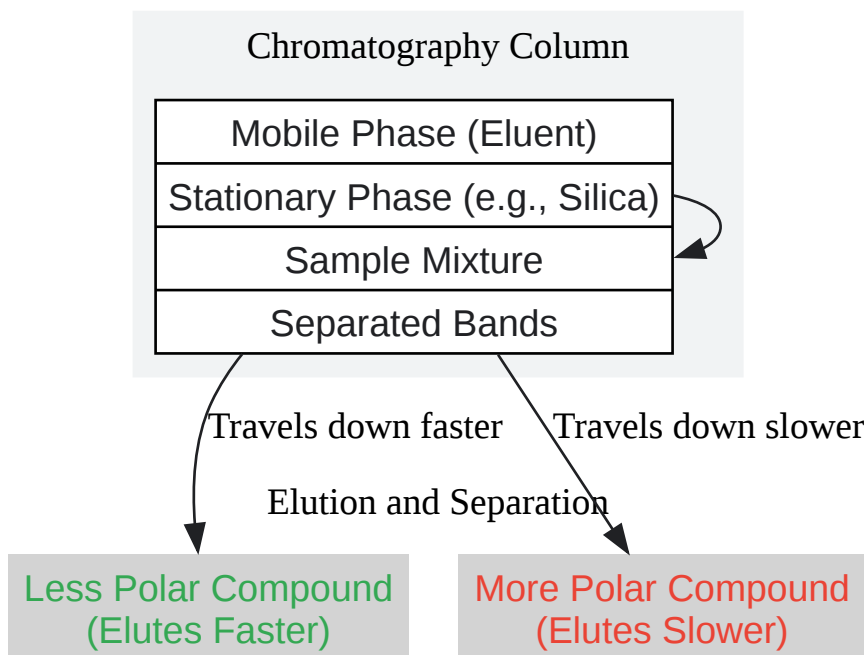 Chromatography Column
Mobile Phase (Eluent)
Stationary Phase (e.g., Silica)
Sample Mixture
Separated Bands
Travels down faster
Travels down slower
Elution and Separation
Less Polar Compound
(Elutes Faster)
More Polar Compound
(Elutes Slower)